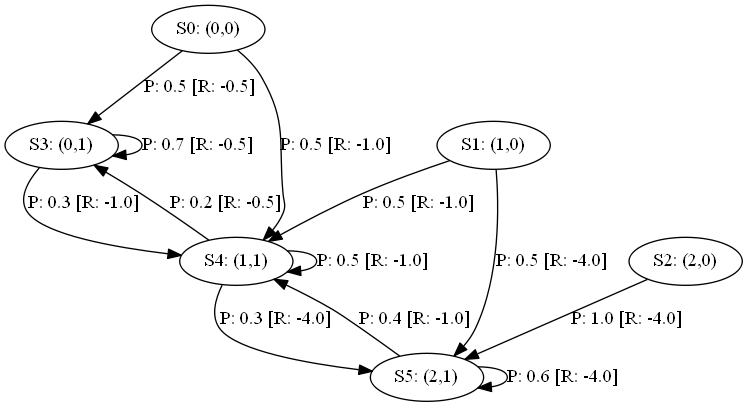 S0: (0,0)
P: 0.5 [R: -0.5]
S3: (0,1)
P: 0.7 [R: -0.5]
P: 0.5 [R: -1.0]
S1: (1,0)
P: 0.3 [R: -1.0]
P: 0.2 [R: -0.5]
P: 0.5 [R: -1.0]
S4: (1,1)
P: 0.5 [R: -1.0]
P: 0.5 [R: -4.0]
S2: (2,0)
P: 0.3 [R: -4.0]
P: 0.4 [R: -1.0]
P: 1.0 [R: -4.0]
S5: (2,1)
P: 0.6 [R: -4.0]